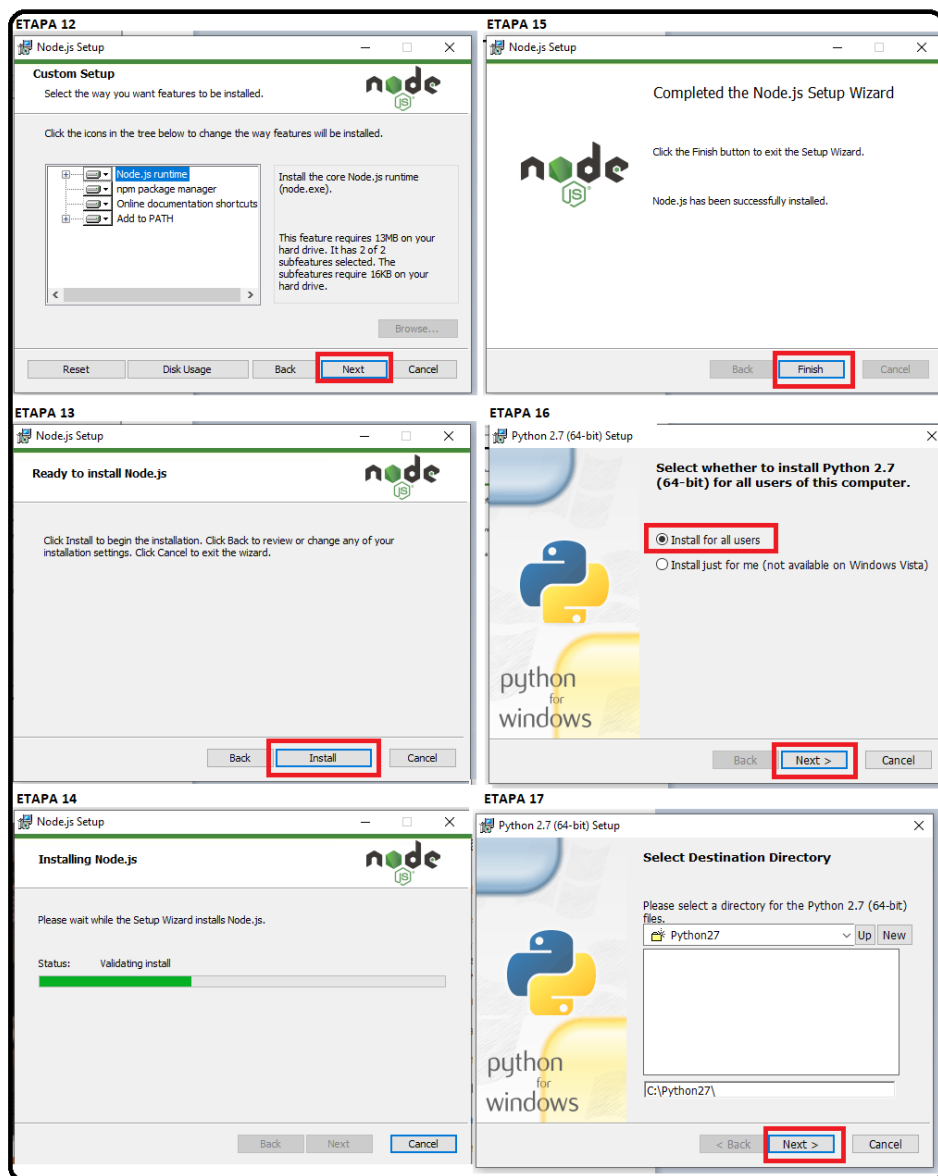 ETAPA 12
Node.js Setup
Custom Setup
Select the way you want features to be installed.
node
JS
Click the icons in the tree below to change the way features will be installed.
Node.js runtime
npm package manager
Online documentation shortcuts
Add to PATH
Install the core Node.js runtime
(node.exe).
This feature requires 13MB on your
hard drive. It has 2 of 2
subfeatures selected. The
subfeatures require 16KB on your
hard drive.
Browse...
Reset Disk Usage Back Next Cancel
ETAPA 13
Node.js Setup
Ready to install Node.js
node
JS
Click Install to begin the installation. Click Back to review or change any of your
installation settings. Click Cancel to exit the wizard.
Back Install Cancel
ETAPA 14
Node.js Setup
Installing Node.js
node
JS
Please wait while the Setup Wizard installs Node.js.
Status: Validating install
Back Next Cancel
ETAPA 15
Node.js Setup
Completed the Node.js Setup Wizard
node
JS
Click the Finish button to exit the Setup Wizard.
Node.js has been successfully installed.
Back Finish Cancel
ETAPA 16
Python 2.7 (64-bit) Setup
Select whether to install Python 2.7
(64-bit) for all users of this computer.
Install for all users
Install just for me (not available on Windows Vista)
python
for
windows
Back Next > Cancel
ETAPA 17
Python 2.7 (64-bit) Setup
Select Destination Directory
Please select a directory for the Python 2.7 (64-bit)
files.
Python27 Up New
python
for
windows
C:\Python27\
< Back Next > Cancel